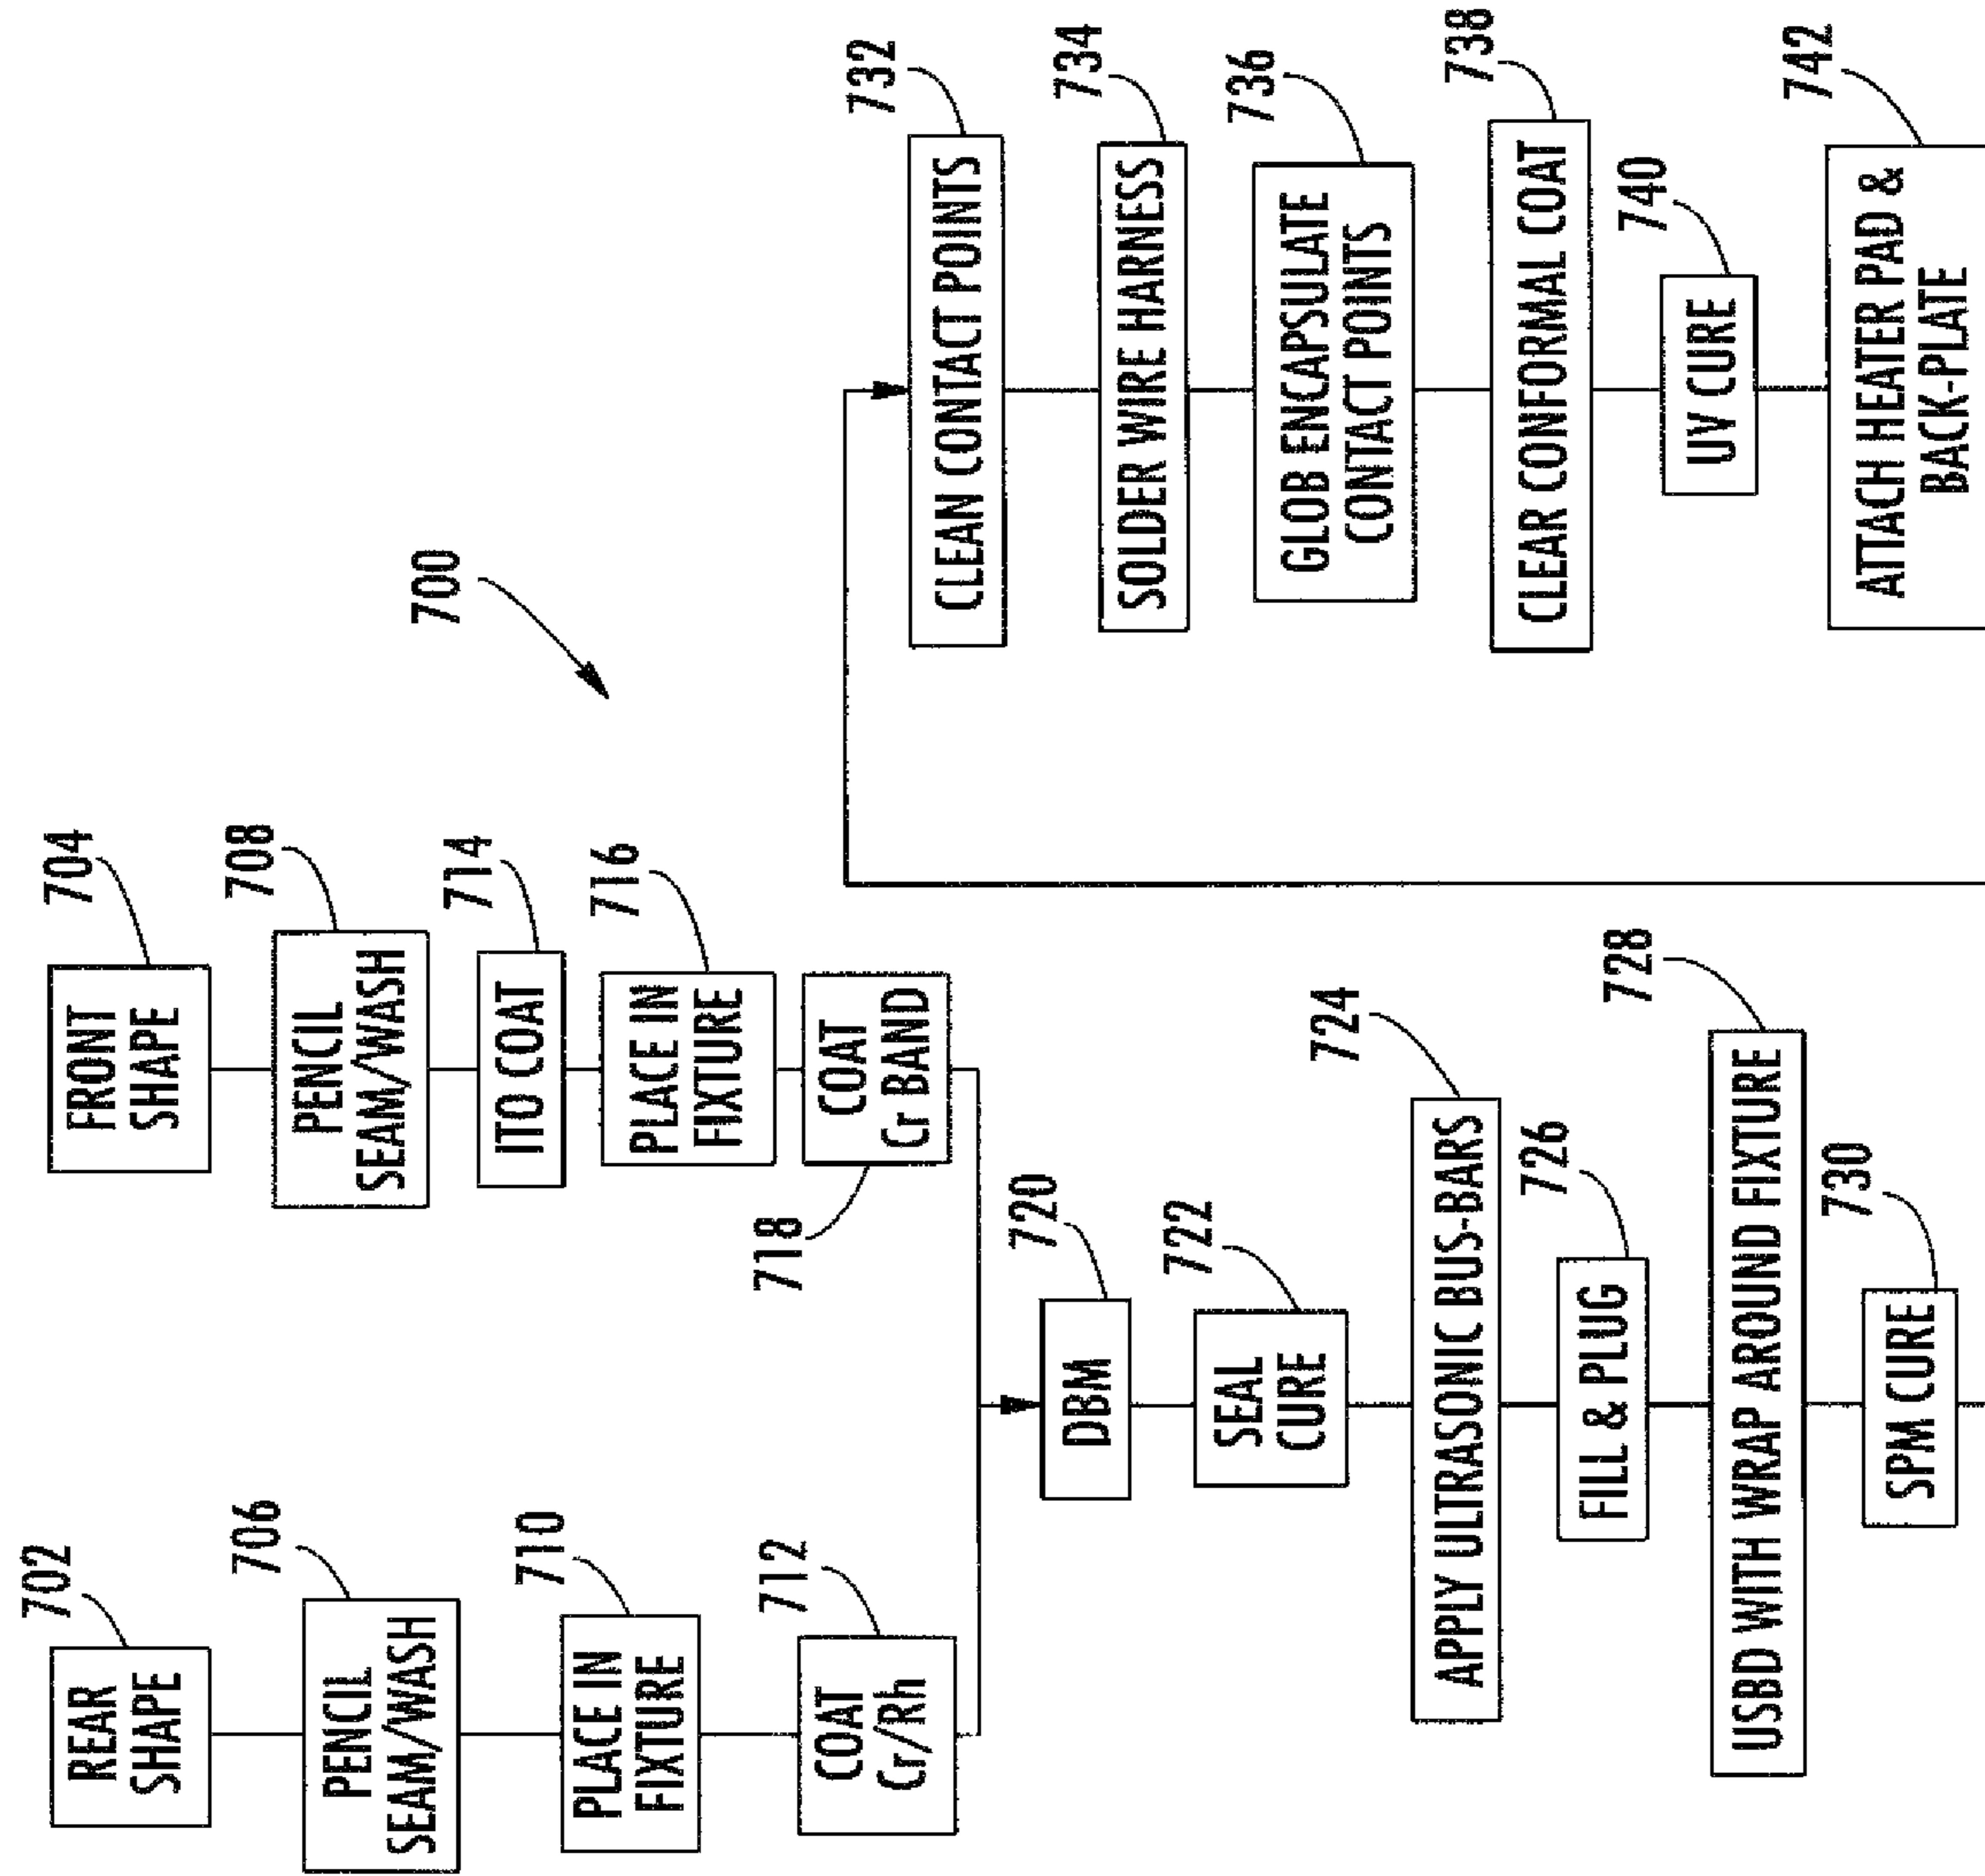 700
702
REAR
SHAPE
706
PENCIL
SEAM/WASH
710
PLACE IN
FIXTURE
712
COAT
Cr/Rh
704
FRONT
SHAPE
708
PENCIL
SEAM/WASH
714
ITO COAT
716
PLACE IN
FIXTURE
718
COAT
Cr BAND
720
DBM
722
SEAL
CURE
724
APPLY ULTRASONIC BUS-BARS
726
FILL & PLUG
728
USBD WITH WRAP AROUND FIXTURE
730
SPM CURE
732
CLEAN CONTACT POINTS
734
SOLDER WIRE HARNESS
736
GLOB ENCAPSULATE
CONTACT POINTS
738
CLEAR CONFORMAL COAT
740
UV CURE
742
ATTACH HEATER PAD &
BACK-PLATE